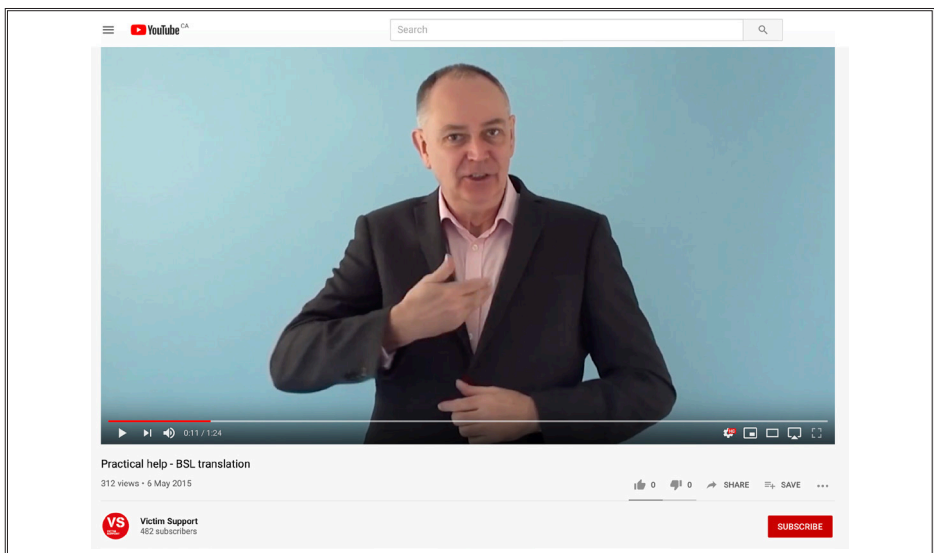 YouTube CA
Search
0:11 / 1:24
HD
Practical help - BSL translation
312 views • 6 May 2015
0 0 SHARE SAVE
VS
Victim Support
482 subscribers
SUBSCRIBE